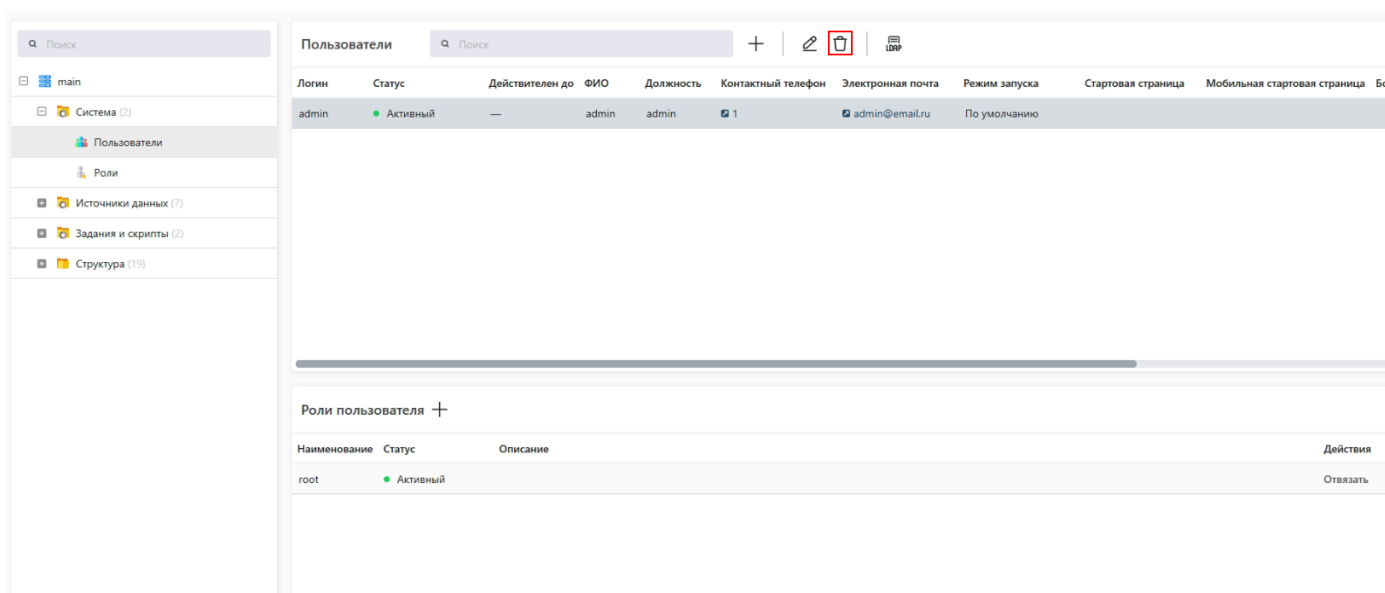 Поиск
main
Система (2)
Пользователи
Роли
Источники данных (7)
Задания и скрипты (2)
Структура (19)
Пользователи Поиск LDAP
Логин Статус Действителен до ФИО Должность Контактный телефон Электронная почта Режим запуска Стартовая страница Мобильная стартовая страница
admin Активный — admin admin 1 admin@email.ru По умолчанию
Роли пользователя
Наименование Статус Описание Действия
root Активный Отвязать